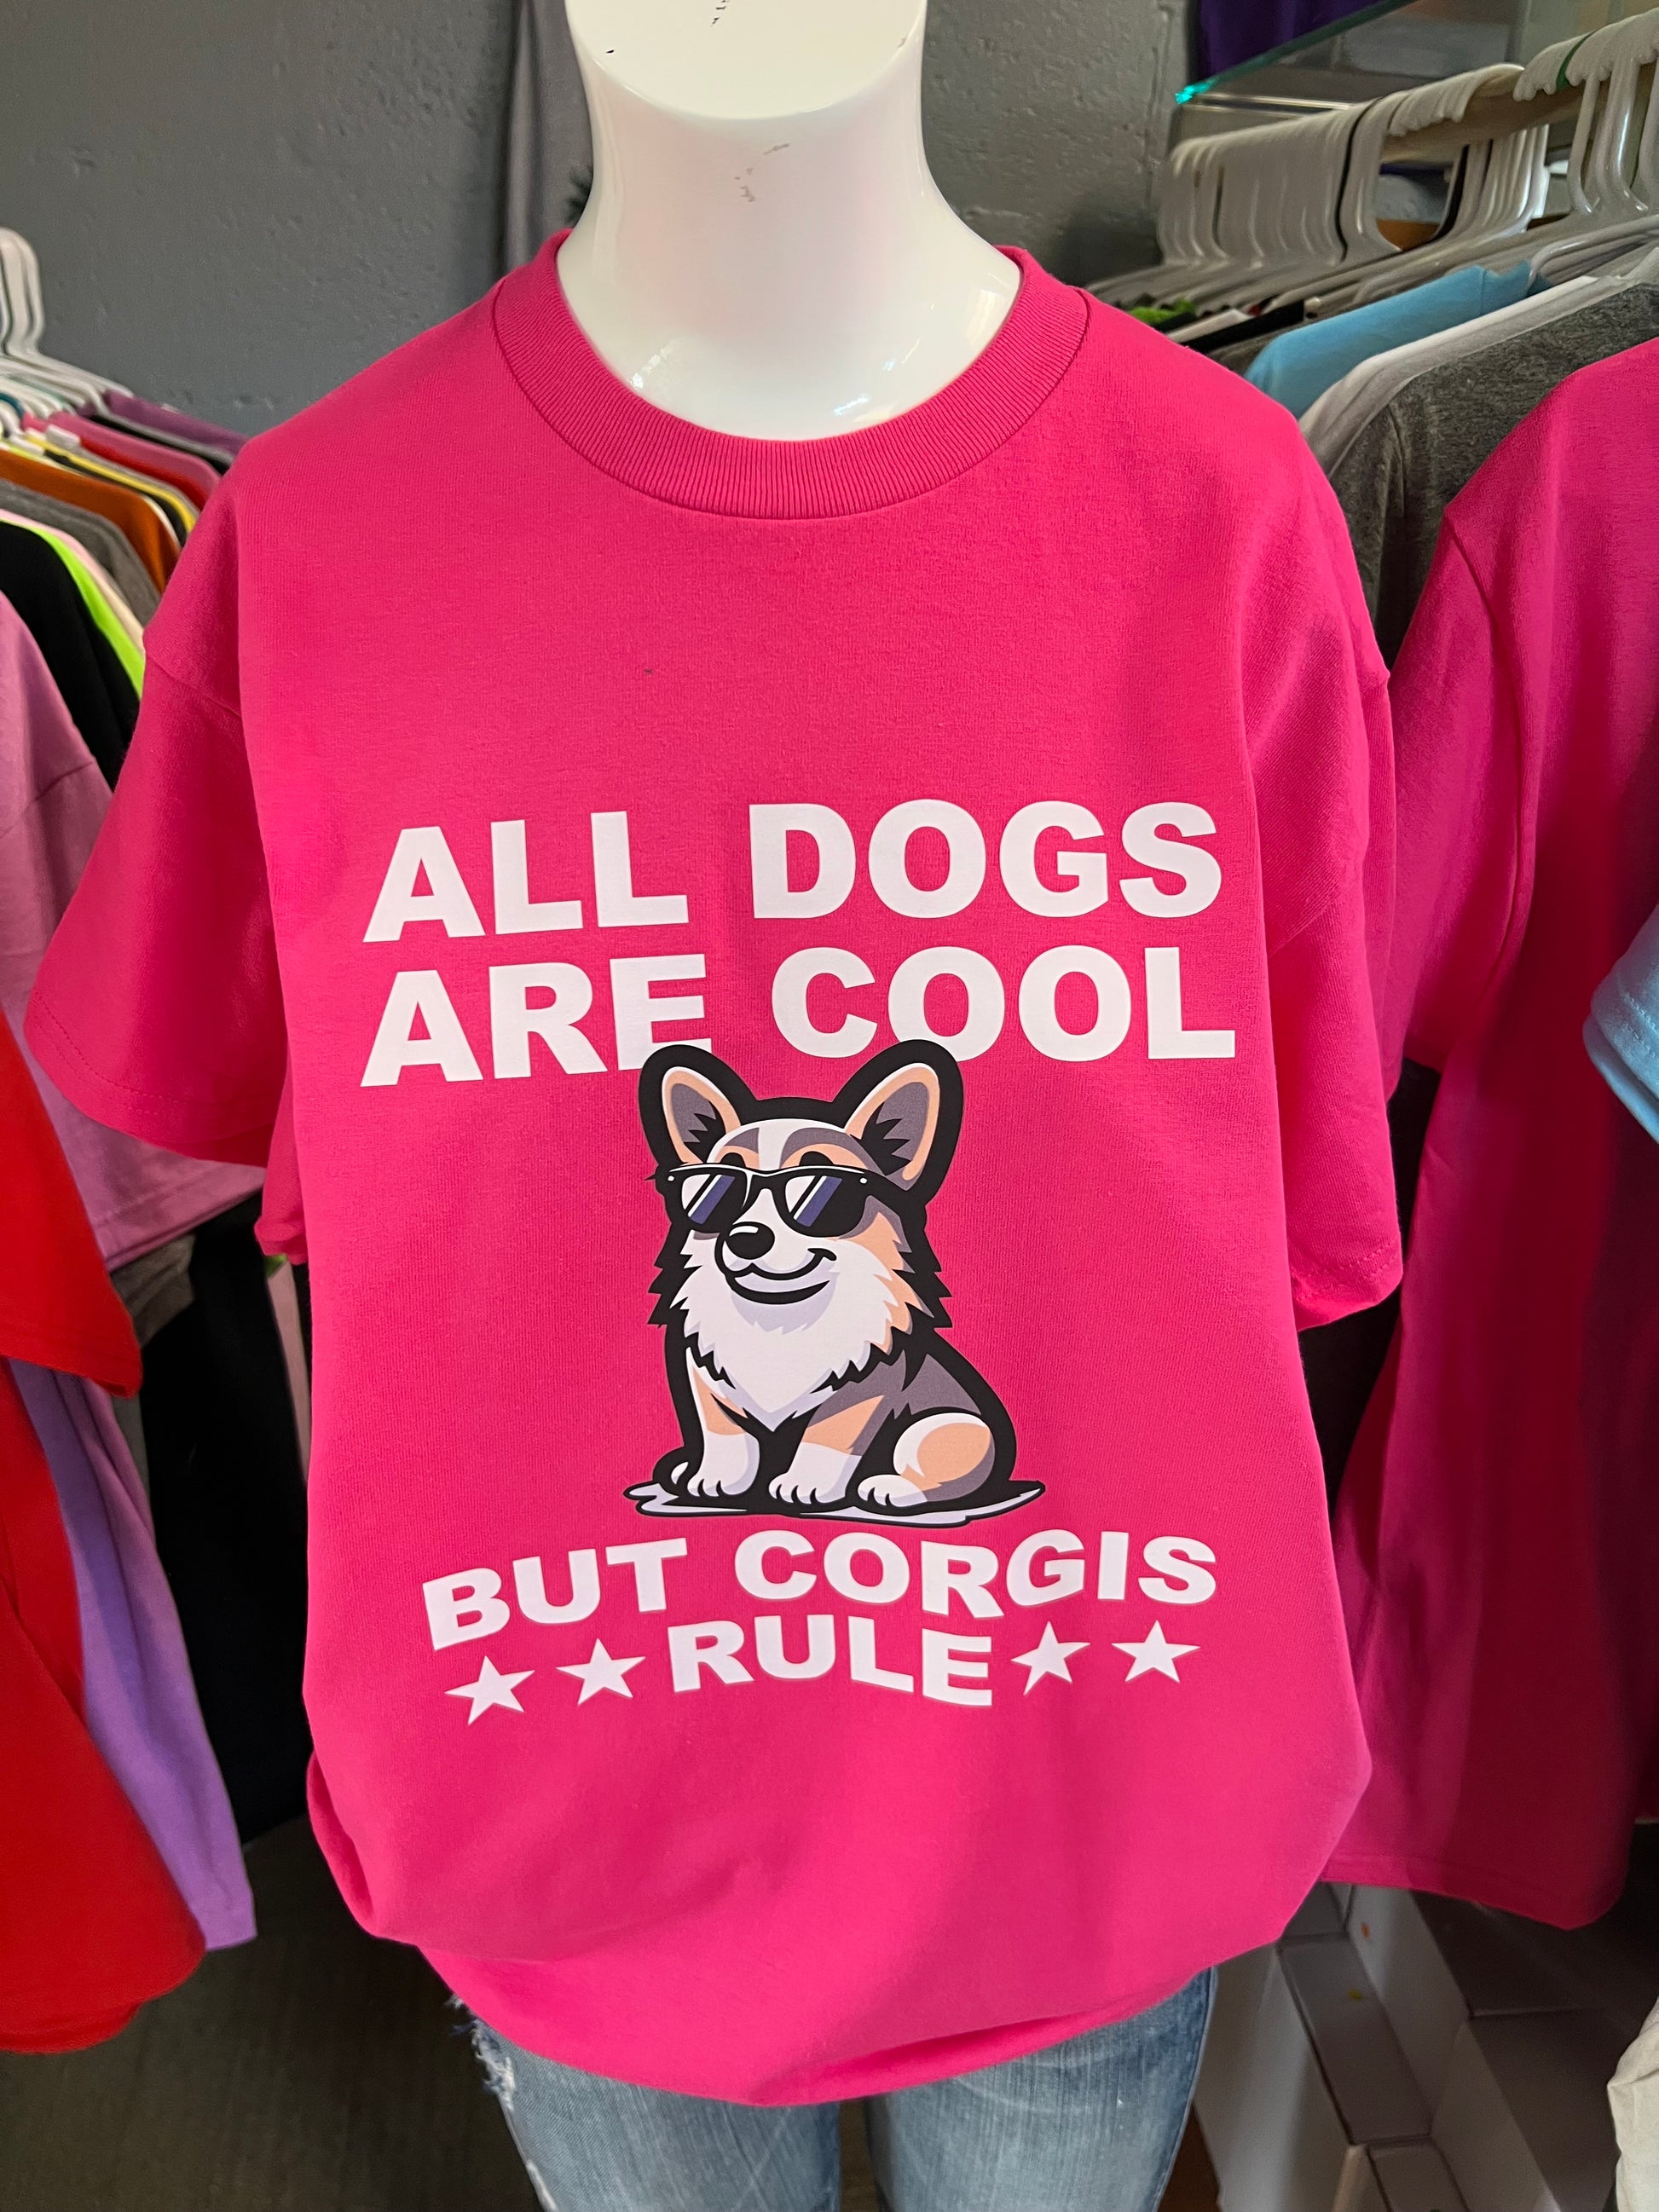 ALL DOGS
ARE COOL
BUT CORGIS
★★RULE★★